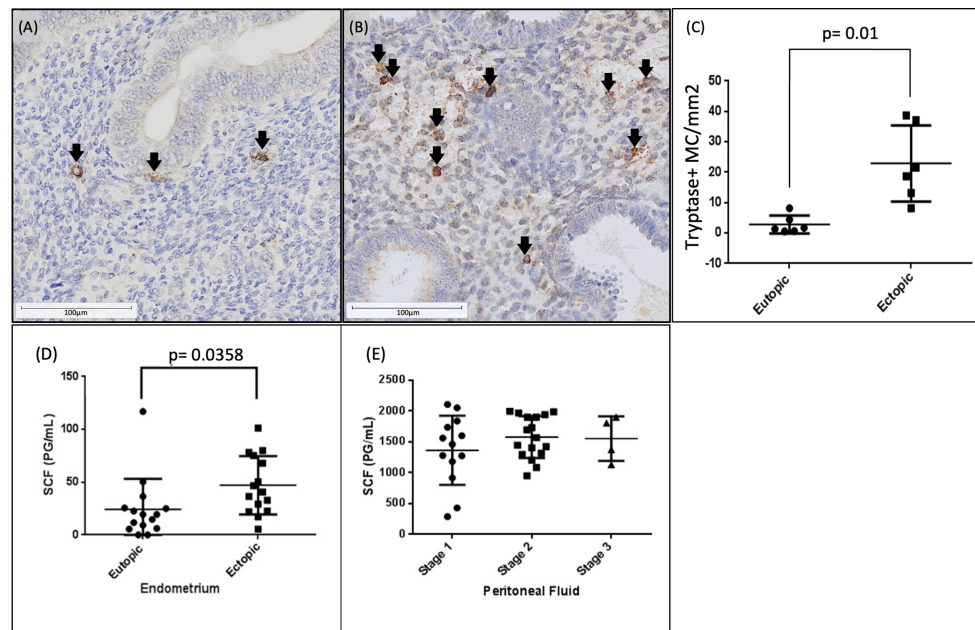 (A)
100μm
(B)
100μm
(C)
p= 0.01
Tryptase+ MC/mm2
50
40
30
20
10
0
-10
Eutopic
Ectopic
(D)
p= 0.0358
SCF (PG/mL)
150
100
50
0
Eutopic
Ectopic
Endometrium
(E)
SCF (PG/mL)
2500
2000
1500
1000
500
0
Stage 1
Stage 2
Stage 3
Peritoneal Fluid